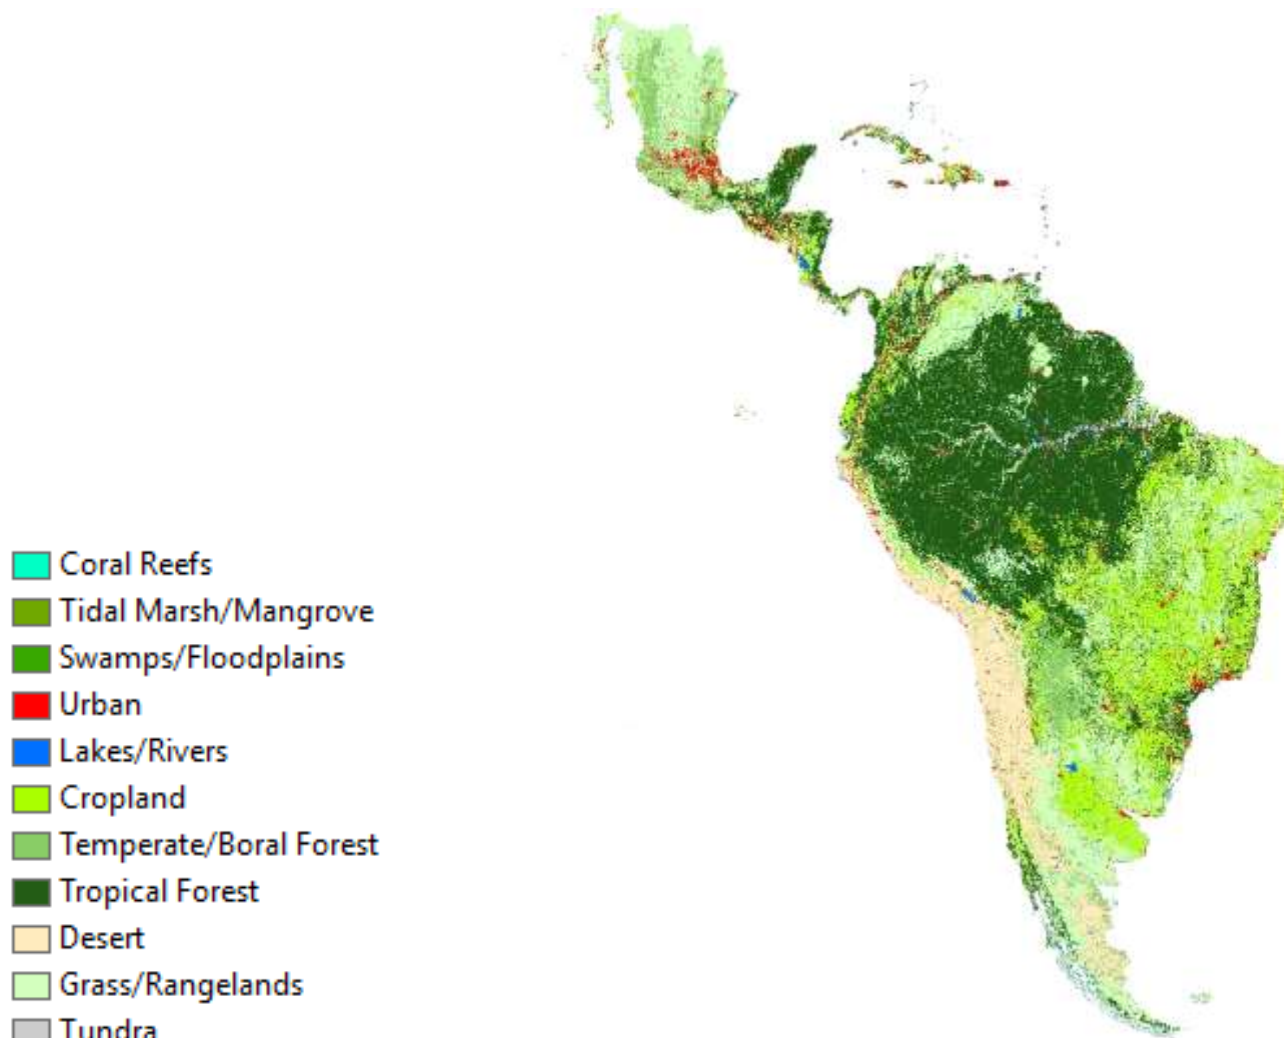 Coral Reefs
Tidal Marsh/Mangrove
Swamps/Floodplains
Urban
Lakes/Rivers
Cropland
Temperate/Boral Forest
Tropical Forest
Desert
Grass/Rangelands
Tundra